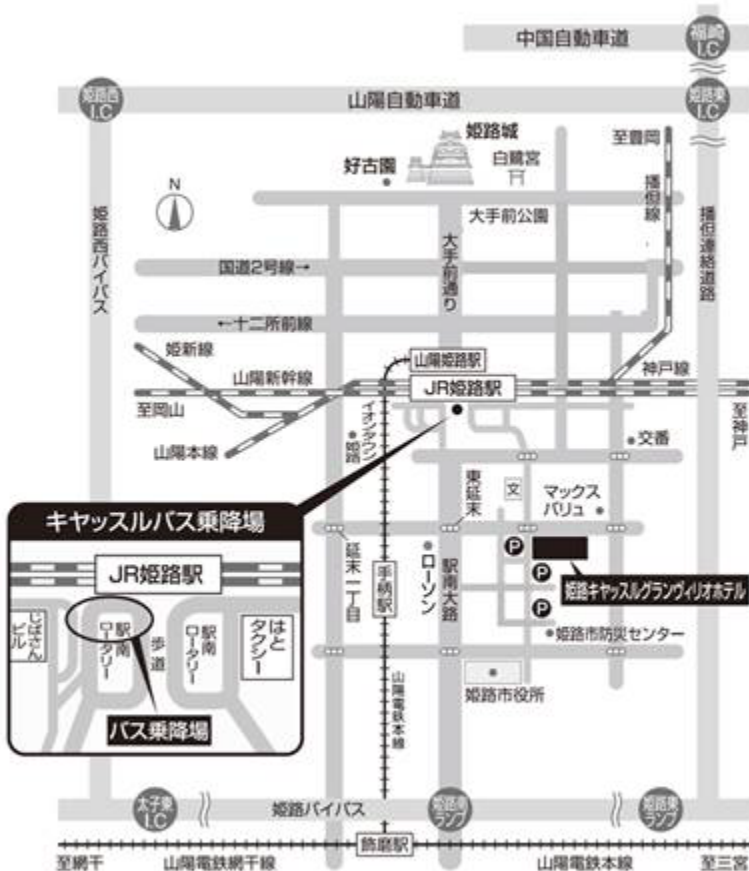 中国自動車道
福崎
I.C
姫路西
I.C
山陽自動車道
姫路東
I.C
姫路城
好古園
白鷺宮
至豊岡
播但線
N
大手前公園
姫路西バイパス
大手前通り
播但連絡道路
国道2号線→
←十二所前線
姫新線
山陽姫路駅
山陽新幹線
JR姫路駅
神戸線
至岡山
至神戸
山陽本線
イオンタウン
姫路
交番
東延末
文
マックス
バリュ
キャッスルバス乗降場
JR姫路駅
じばさん
ビル
駅南
ロータリー
歩道
駅南
ロータリー
はと
タクシー
バス乗降場
延末一丁目
手柄駅
ローソン
駅南大路
P
P
P
姫路キャッスルグランヴィリオホテル
姫路市防災センター
姫路市役所
山陽電鉄本線
太子東
I.C
姫路バイパス
姫路南
ランプ
姫路東
ランプ
飾磨駅
至網干
山陽電鉄網干線
山陽電鉄本線
至三宮